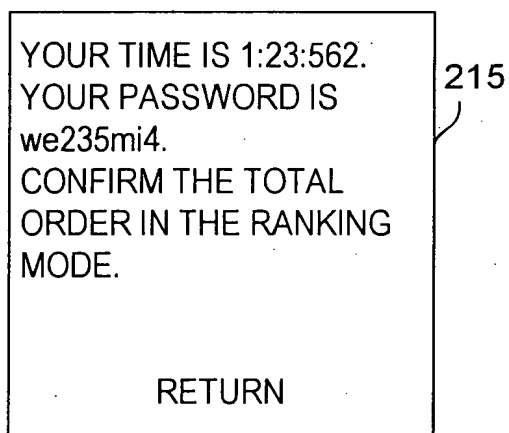 YOUR TIME IS 1:23:562.
YOUR PASSWORD IS
we235mi4.
CONFIRM THE TOTAL
ORDER IN THE RANKING
MODE.
RETURN
215